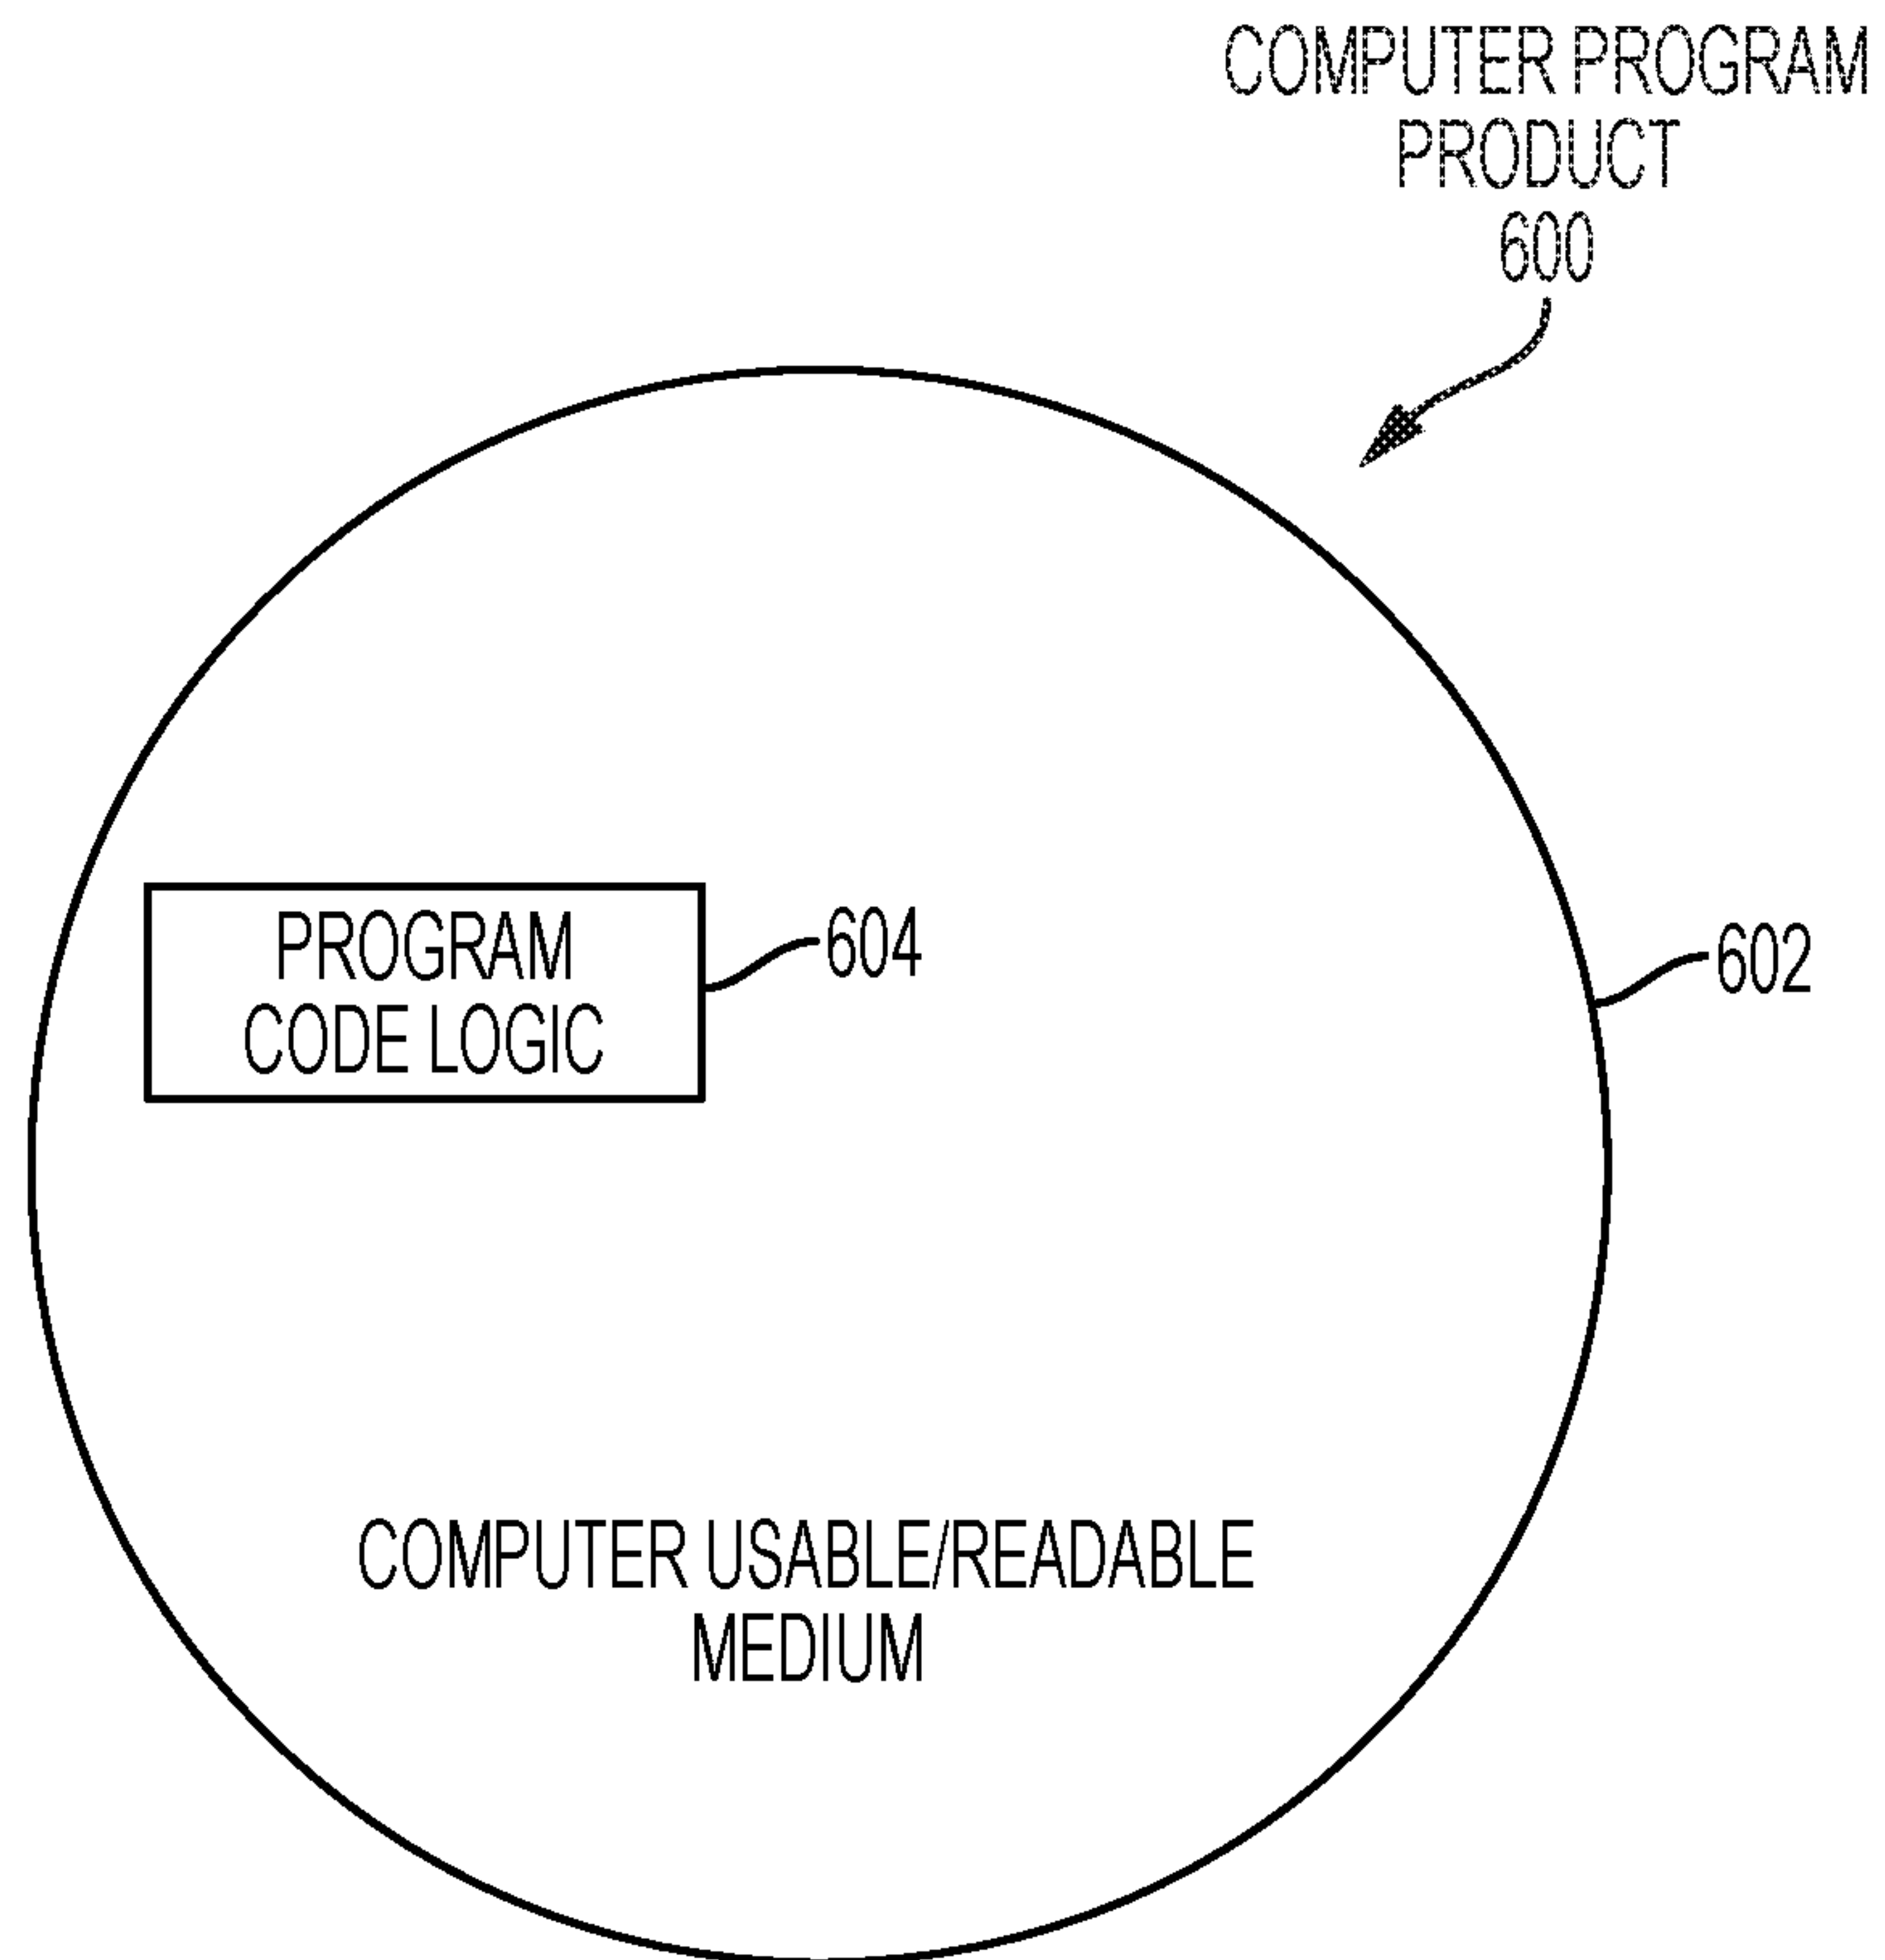 COMPUTER PROGRAM
PRODUCT
600
PROGRAM
CODE LOGIC
604
602
COMPUTER USABLE/READABLE
MEDIUM